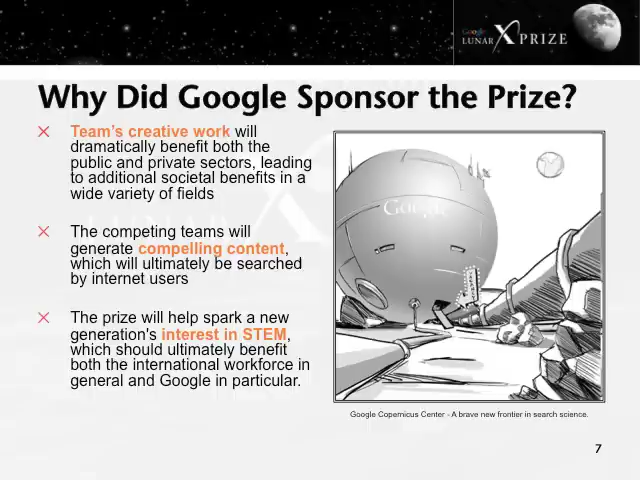 Google
LUNAR X PRIZE
Why Did Google Sponsor the Prize?
Team's creative work will
dramatically benefit both the
public and private sectors, leading
to additional societal benefits in a
wide variety of fields
The competing teams will
generate compelling content,
which will ultimately be searched
by internet users
The prize will help spark a new
generation's interest in STEM,
which should ultimately benefit
both the international workforce in
general and Google in particular.
Google
Google Copernicus Center - A brave new frontier in search science.
7